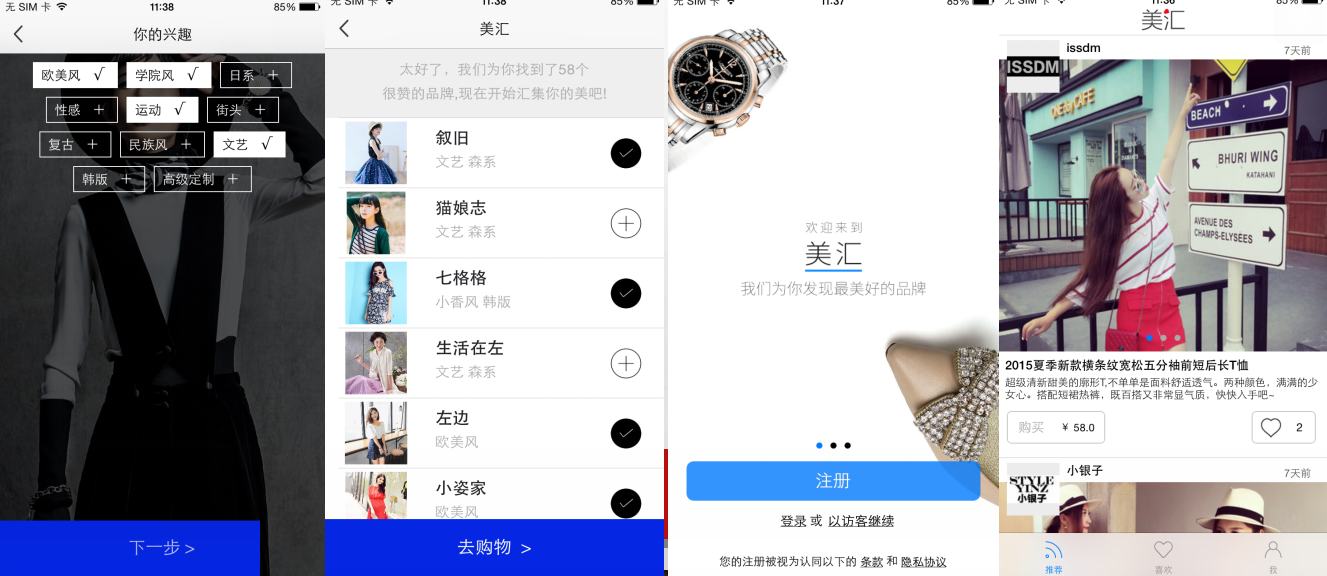 无 SIM 卡
11:38
85%
你的兴趣
欧美风 √
学院风 √
日系 +
性感 +
运动 √
街头 +
复古 +
民族风 +
文艺 √
韩版 +
高级定制 +
下一步 >
无 SIM 卡
11:38
85%
美汇
太好了，我们为你找到了58个
很赞的品牌,现在开始汇集你的美吧!
叙旧
文艺 森系
猫娘志
文艺 森系
七格格
小香风 韩版
生活在左
文艺 森系
左边
欧美风
小姿家
欧美风
去购物 >
无 SIM 卡
11:37
85%
欢迎来到
美汇
我们为你发现最美好的品牌
注册
登录 或 以访客继续
您的注册被视为认同以下的 条款 和 隐私协议
无 SIM 卡
11:36
85%
美汇
ISSDM
issdm
7天前
BEACH
BHURI WING
KATAHANI
AVENUE DES
CHAMPS-ELYSÉES
2015夏季新款横条纹宽松五分袖前短后长T恤
超级清新甜美的廓形T,不单单是面料舒适透气。两种颜色，满满的少
女心。搭配短裙热裤，既百搭又非常显气质，快快入手吧~
购买 ¥ 58.0
2
STYLE
YINZ
小银子
小银子
7天前
推荐
喜欢
我